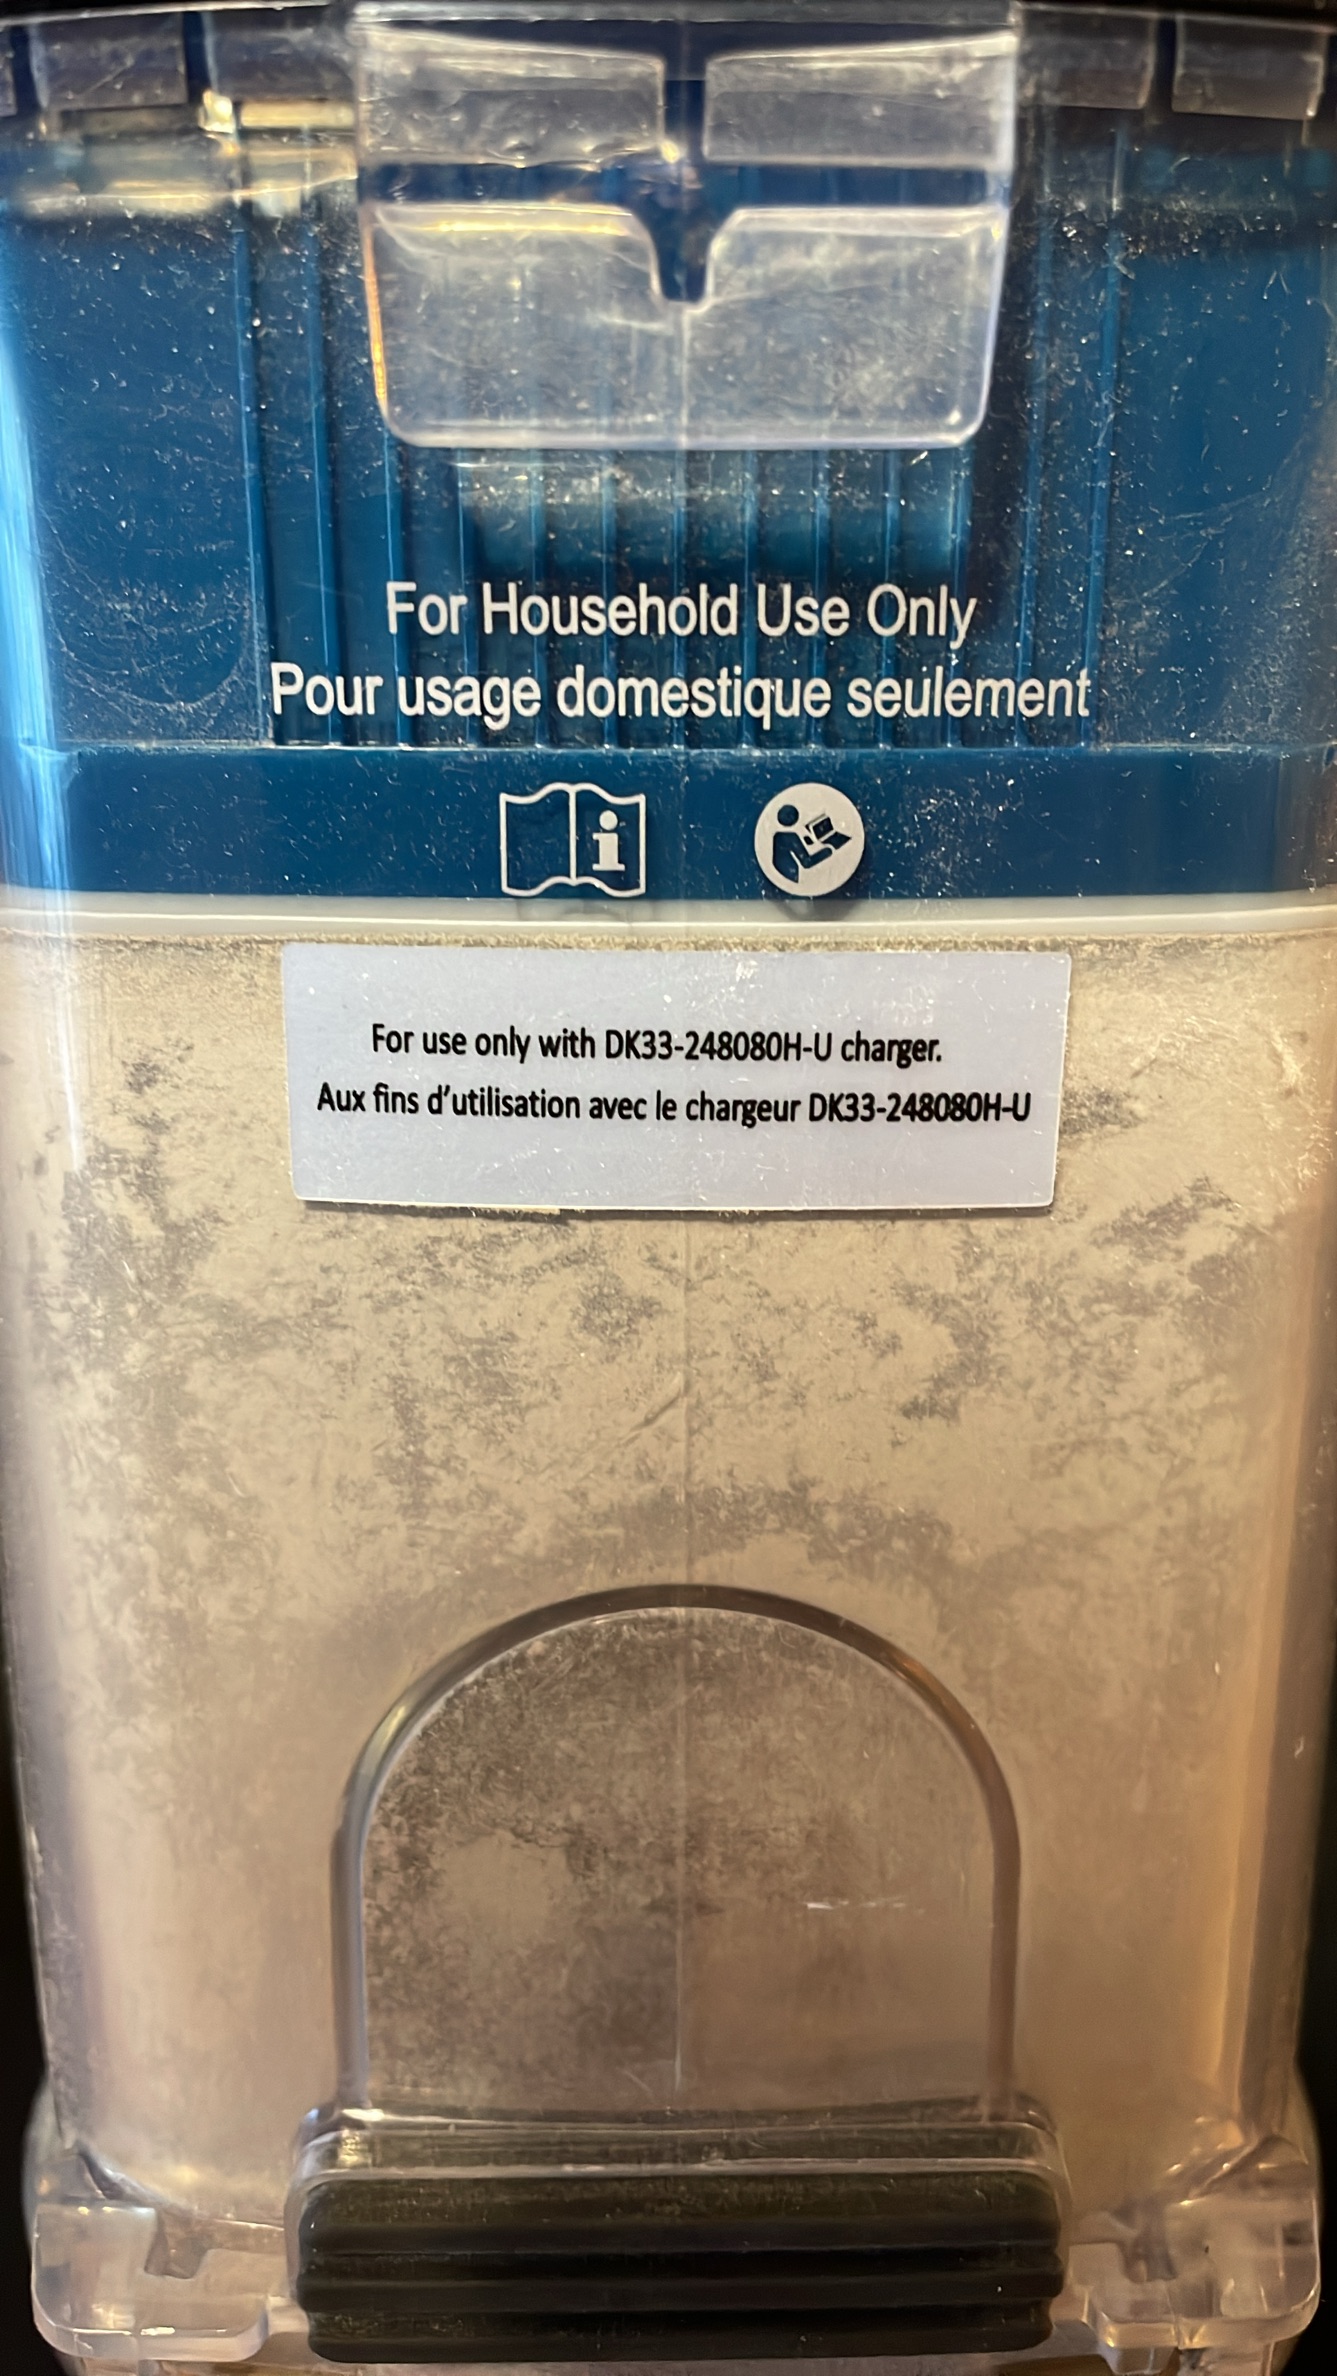 For Household Use Only
Pour usage domestique seulement
For use only with DK33-248080H-U charger.
Aux fins d'utilisation avec le chargeur DK33-248080H-U